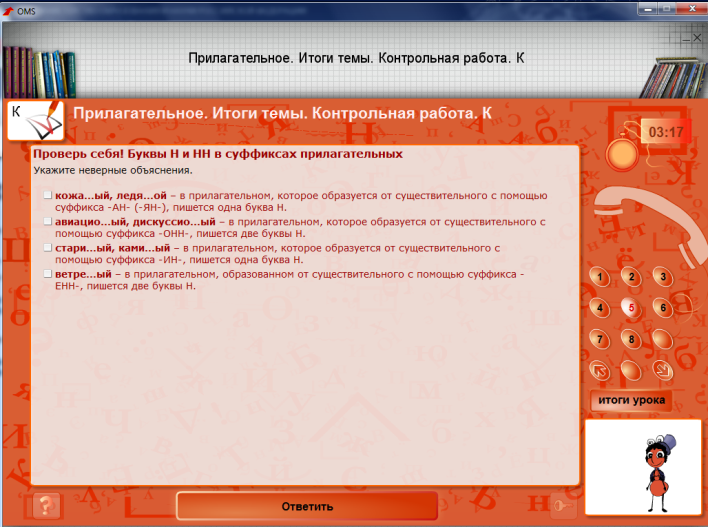 OMS
Прилагательное. Итоги темы. Контрольная работа. К
К
Прилагательное. Итоги темы. Контрольная работа. К
03:17
Проверь себя! Буквы Н и НН в суффиксах прилагательных
Укажите неверные объяснения.
кожа...ый, ледя...ой – в прилагательном, которое образуется от существительного с помощью
суффикса -АН- (-ЯН-), пишется одна буква Н.
авиацио...ый, дискуссио...ый – в прилагательном, которое образуется от существительного с
помощью суффикса -ОНН-, пишется две буквы Н.
стари...ый, ками...ый – в прилагательном, которое образуется от существительного с
помощью суффикса -ИН-, пишется одна буква Н.
ветре...ый – в прилагательном, образованном от существительного с помощью суффикса -
ЕНН-, пишется две буквы Н.
1 2 3
4 5 6
7 8
итоги урока
Ответить
?